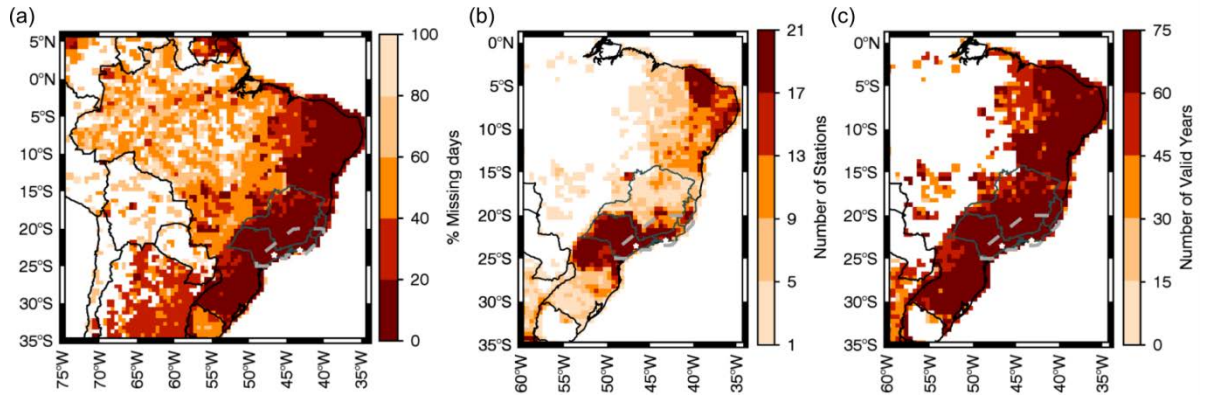 (a)
5°N
0°N
5°S
10°S
15°S
20°S
25°S
30°S
35°S
75°W
70°W
65°W
60°W
55°W
50°W
45°W
40°W
35°W
100
80
60
40
20
0
% Missing days
(b)
0°N
5°S
10°S
15°S
20°S
25°S
30°S
35°S
60°W
55°W
50°W
45°W
40°W
35°W
21
17
13
9
5
1
Number of Stations
(c)
0°N
5°S
10°S
15°S
20°S
25°S
30°S
35°S
60°W
55°W
50°W
45°W
40°W
35°W
75
60
45
30
15
0
Number of Valid Years